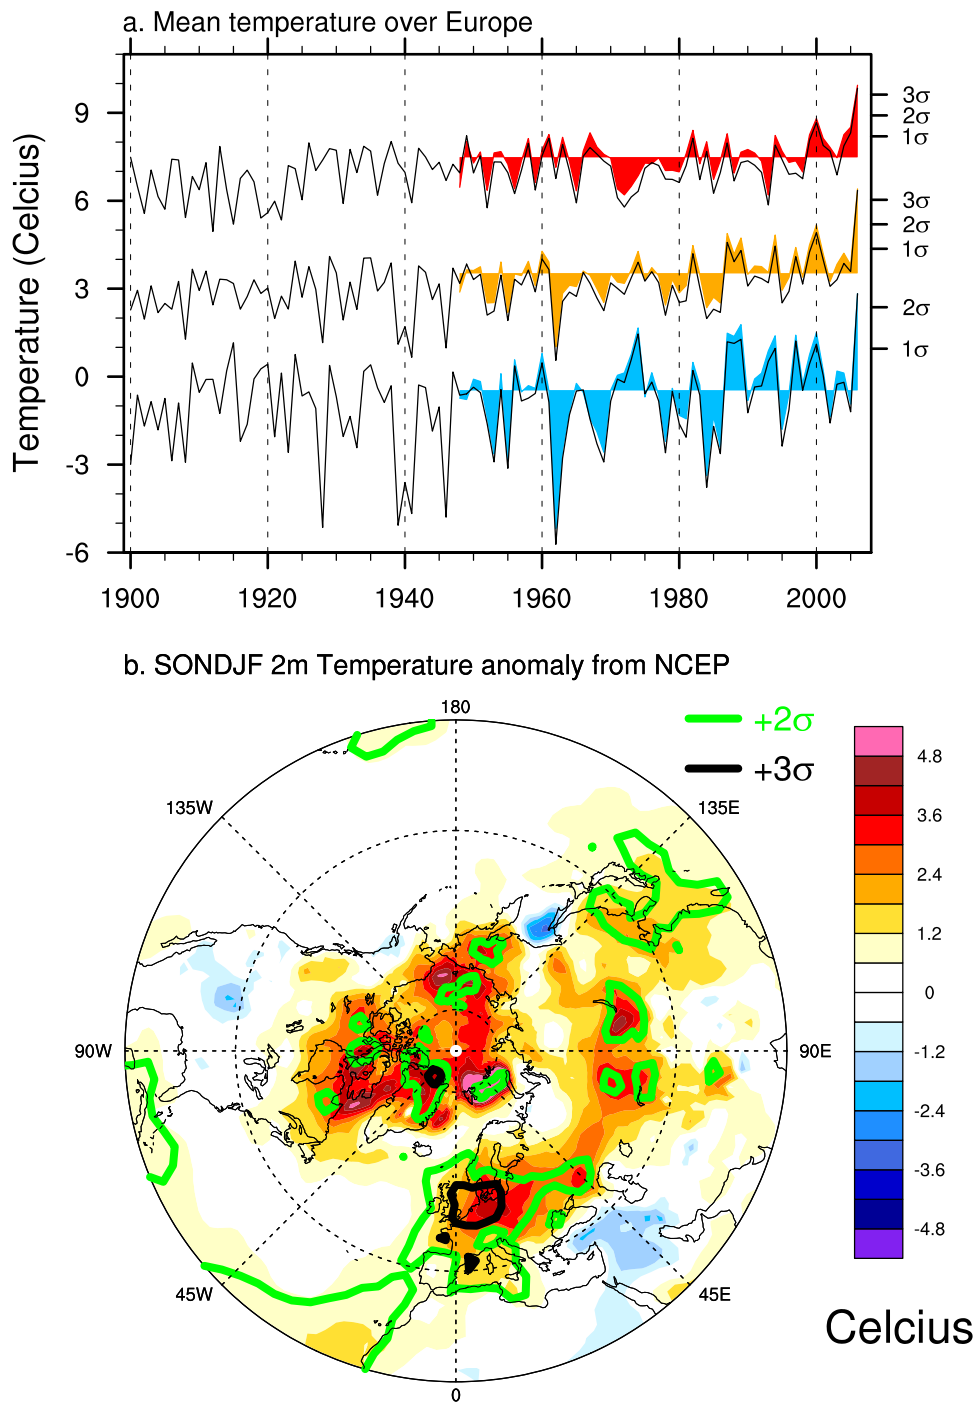 a. Mean temperature over Europe
Temperature (Celcius)
9
6
3
0
-3
-6
3σ
2σ
1σ
3σ
2σ
1σ
2σ
1σ
1900 1920 1940 1960 1980 2000
b. SONDJF 2m Temperature anomaly from NCEP
180
135W
135E
90W
90E
45W
45E
0
+2σ
+3σ
4.8
3.6
2.4
1.2
0
-1.2
-2.4
-3.6
-4.8
Celcius